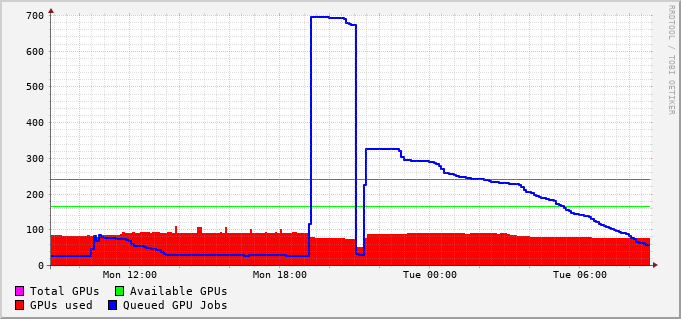 700
600
500
400
300
200
100
0
Mon 12:00 Mon 18:00 Tue 00:00 Tue 06:00
Total GPUs Available GPUs
GPUs used Queued GPU Jobs
RRDTOOL / TOBI OETIKER